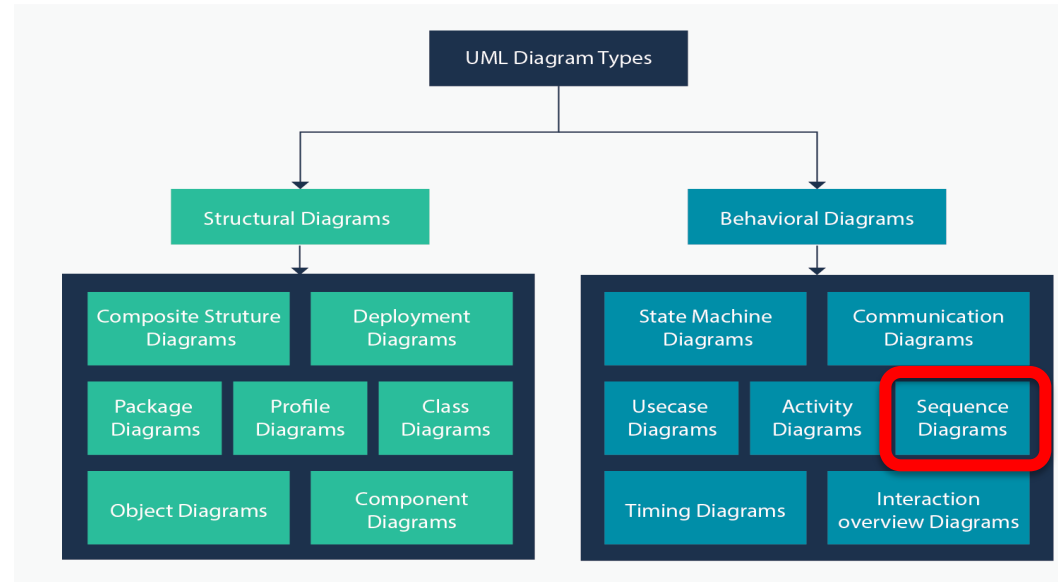 UML Diagram Types
Structural Diagrams
Behavioral Diagrams
Composite Struture
Diagrams
Deployment
Diagrams
Package
Diagrams
Profile
Diagrams
Class
Diagrams
Object Diagrams
Component
Diagrams
State Machine
Diagrams
Communication
Diagrams
Usecase
Diagrams
Activity
Diagrams
Sequence
Diagrams
Timing Diagrams
Interaction
overview Diagrams